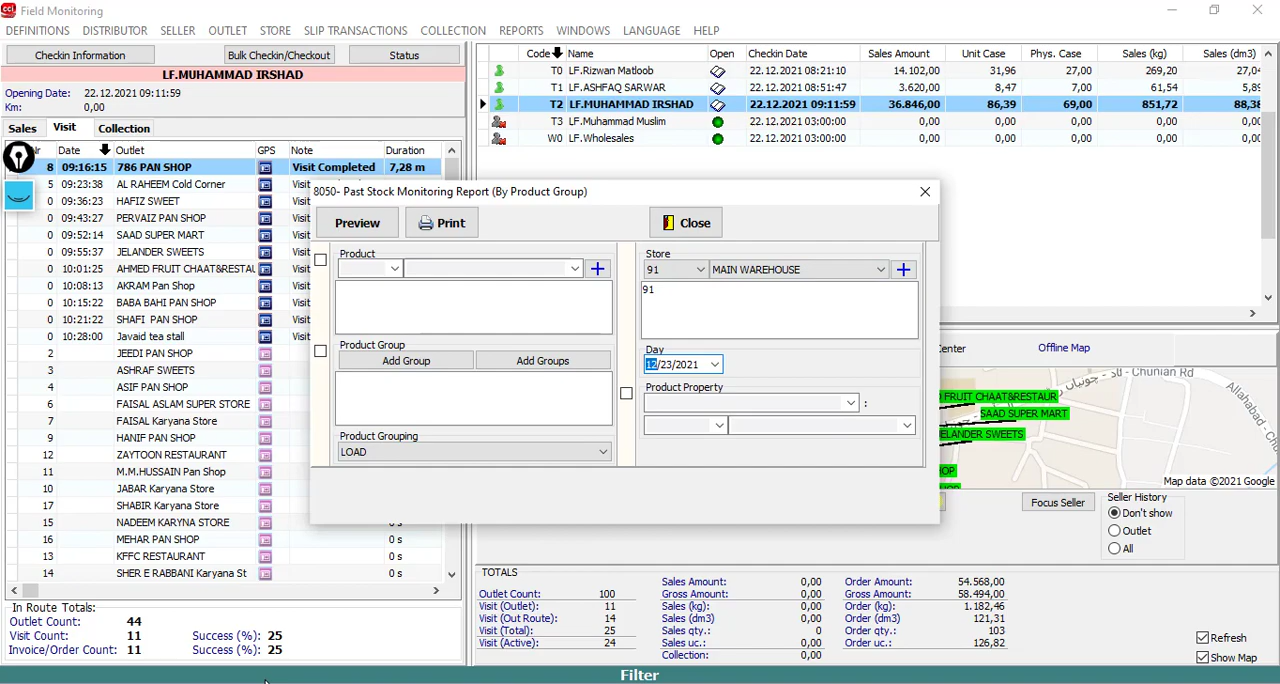 Field Monitoring
DEFINITIONS DISTRIBUTOR SELLER OUTLET STORE SLIP TRANSACTIONS COLLECTION REPORTS WINDOWS LANGUAGE HELP
Checkin Information Bulk Checkin/Checkout Status
LF.MUHAMMAD IRSHAD
Opening Date: 22.12.2021 09:11:59
Km: 0,00
Sales Visit Collection
Date Outlet GPS Note Duration
8 09:16:15 786 PAN SHOP Visit Completed 7,28 m
5 09:23:38 AL RAHEEM Cold Corner
0 09:36:23 HAFIZ SWEET
0 09:43:27 PERVAIZ PAN SHOP
0 09:52:14 SAAD SUPER MART
0 09:55:37 JELANDER SWEETS
0 10:01:25 AHMED FRUIT CHAAT&RESTAU
0 10:08:13 AKRAM Pan Shop
0 10:15:22 BABA BAHI PAN SHOP
0 10:21:22 SHAFI PAN SHOP
0 10:28:00 Javaid tea stall
2 JEEDI PAN SHOP
3 ASHRAF SWEETS
4 ASIF PAN SHOP
6 FAISAL ASLAM SUPER STORE
7 FAISAL Karyana Store
9 HANIF PAN SHOP
12 ZAYTOON RESTAURANT
11 M.M.HUSSAIN Pan Shop
10 JABAR Karyana Store
17 SHABIR Karyana Store
15 NADEEM KARYNA STORE 0 s
16 MEHAR PAN SHOP 0 s
13 KFFC RESTAURANT 0 s
14 SHER E RABBANI Karyana St 0 s
In Route Totals:
Outlet Count: 44
Visit Count: 11 Success (%): 25
Invoice/Order Count: 11 Success (%): 25
Code Name Open Checkin Date Sales Amount Unit Case Phys. Case Sales (kg) Sales (dm3)
T0 LF.Rizwan Matloob 22.12.2021 08:21:10 14.102,00 31,96 27,00 269,20 27,04
T1 LF.ASHFAQ SARWAR 22.12.2021 08:51:47 3.620,00 8,47 7,00 61,54 5,89
T2 LF.MUHAMMAD IRSHAD 22.12.2021 09:11:59 36.846,00 86,39 69,00 851,72 88,38
T3 LF.Muhammad Muslim 22.12.2021 03:00:00 0,00 0,00 0,00 0,00 0,00
W0 LF.Wholesales 22.12.2021 03:00:00 0,00 0,00 0,00 0,00 0,00
8050- Past Stock Monitoring Report (By Product Group)
Preview Print Close
Product
Product Group
Add Group Add Groups
Product Grouping
LOAD
Store
91 MAIN WAREHOUSE
91
Day
12/23/2021
Product Property
:
Center Offline Map
چونیاں روڈ - Chunian Rd
Allahabad-Chunian
FRUIT CHAAT&RESTAUR
SAAD SUPER MART
JELANDER SWEETS
Map data ©2021 Google
Focus Seller
Seller History
Don't show
Outlet
All
TOTALS
Outlet Count: 100 Sales Amount: 0,00 Order Amount: 54.568,00
Visit (Outlet): 11 Gross Amount: 0,00 Gross Amount: 58.494,00
Visit (Out Route): 14 Sales (kg) 0,00 Order (kg) 1.182,46
Visit (Total): 25 Sales (dm3) 0,00 Order (dm3) 121,31
Visit (Active): 24 Sales qty.: 0 Order qty.: 103
Sales uc.: 0,00 Order uc.: 126,82
Collection: 0,00
Refresh
Show Map
Filter